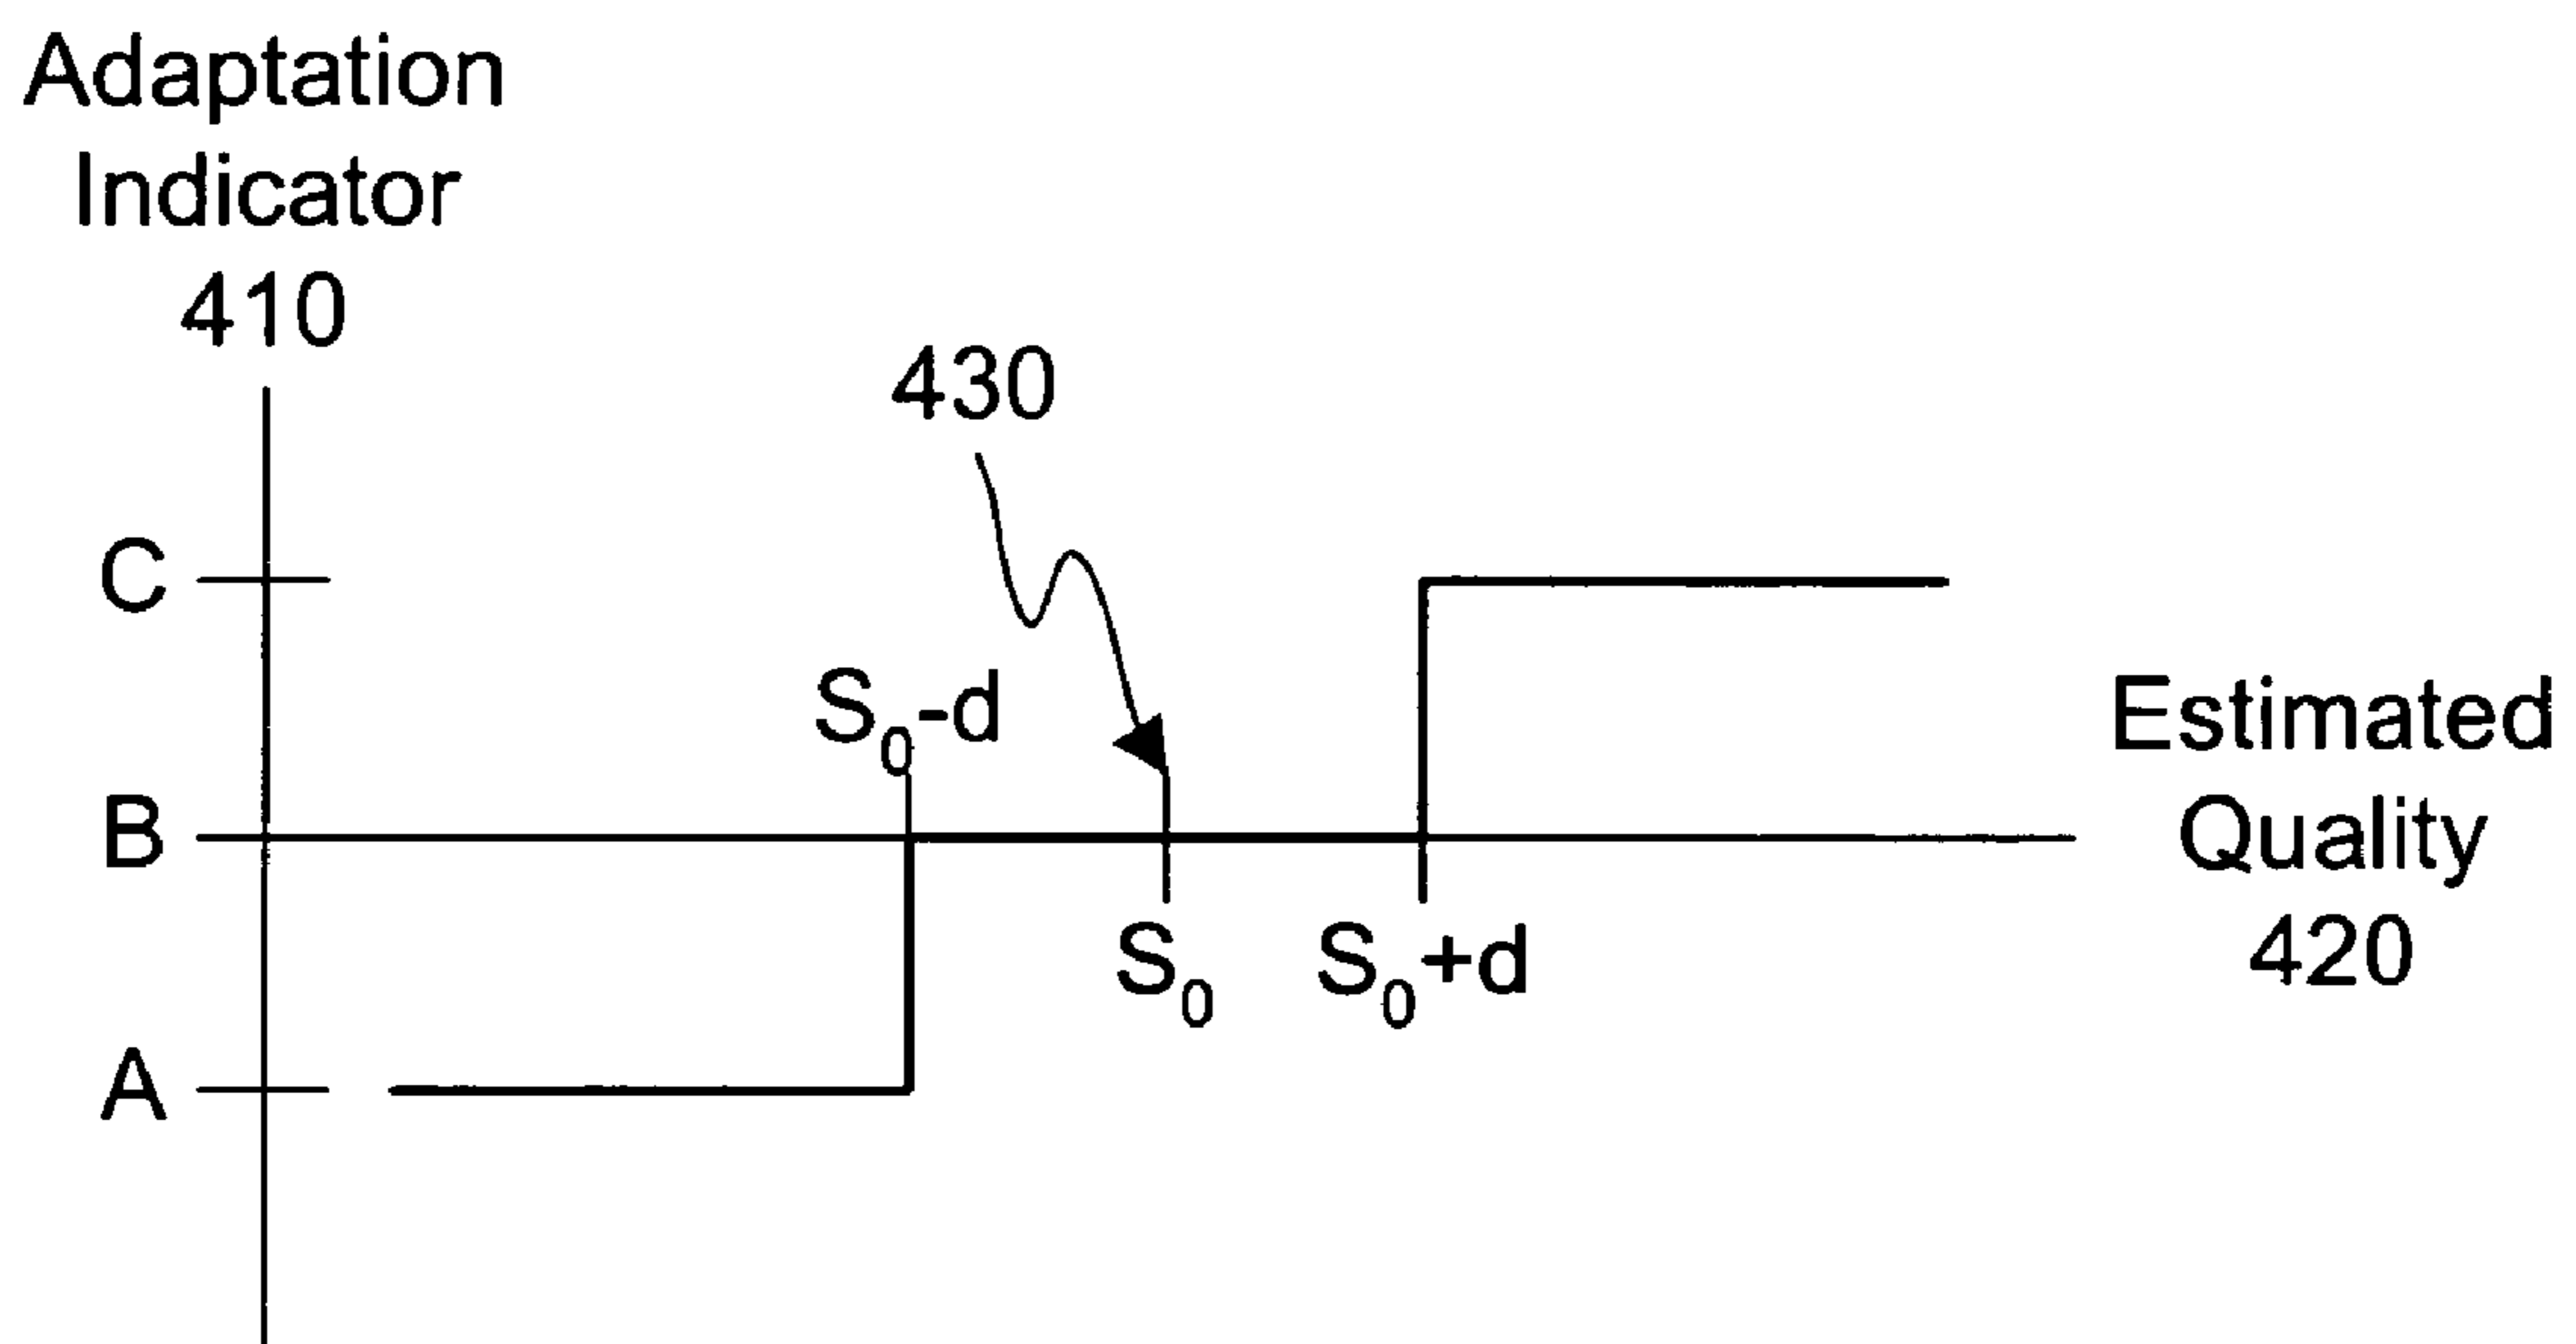 Adaptation
Indicator
410
430
C
S₀-d
B
S₀
S₀+d
Estimated
Quality
420
A